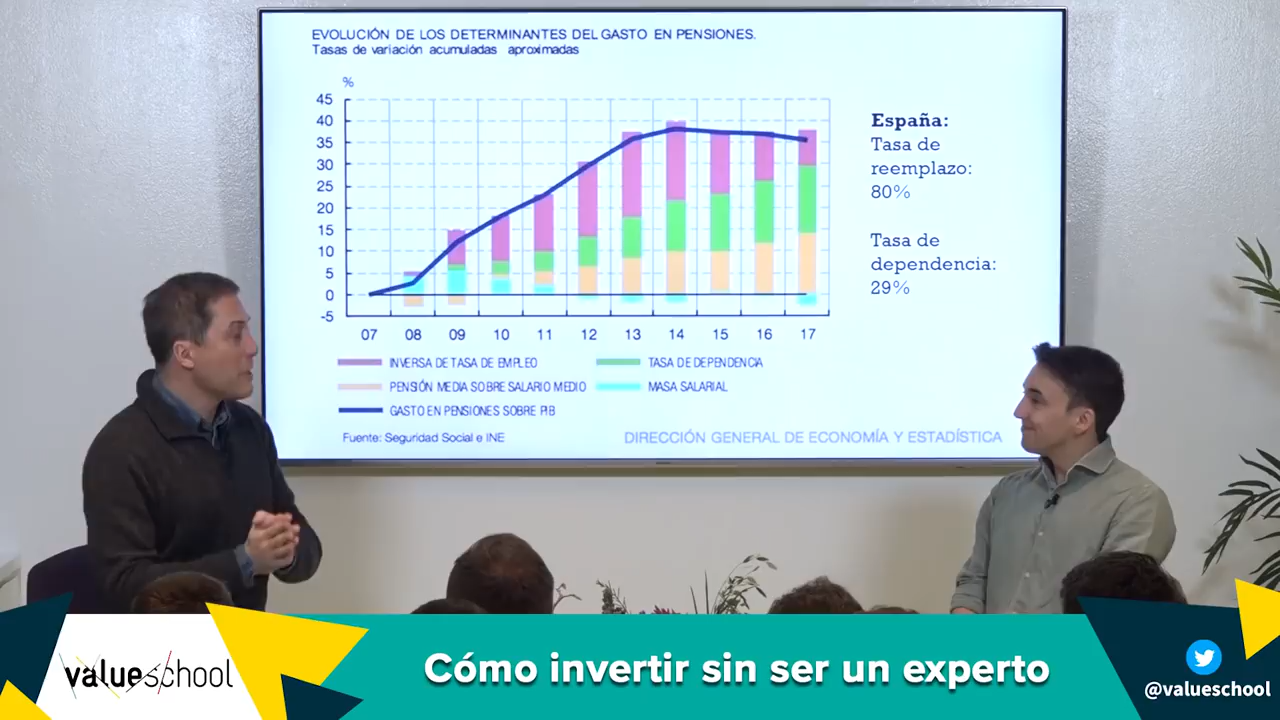 EVOLUCIÓN DE LOS DETERMINANTES DEL GASTO EN PENSIONES.
Tasas de variación acumuladas aproximadas
%
45
40
35
30
25
20
15
10
5
0
-5
07 08 09 10 11 12 13 14 15 16 17
INVERSA DE TASA DE EMPLEO
TASA DE DEPENDENCIA
PENSIÓN MEDIA SOBRE SALARIO MEDIO
MASA SALARIAL
GASTO EN PENSIONES SOBRE PIB
Fuente: Seguridad Social e INE
DIRECCIÓN GENERAL DE ECONOMÍA Y ESTADÍSTICA
España:
Tasa de
reemplazo:
80%
Tasa de
dependencia:
29%
valueschool
Cómo invertir sin ser un experto
@valueschool